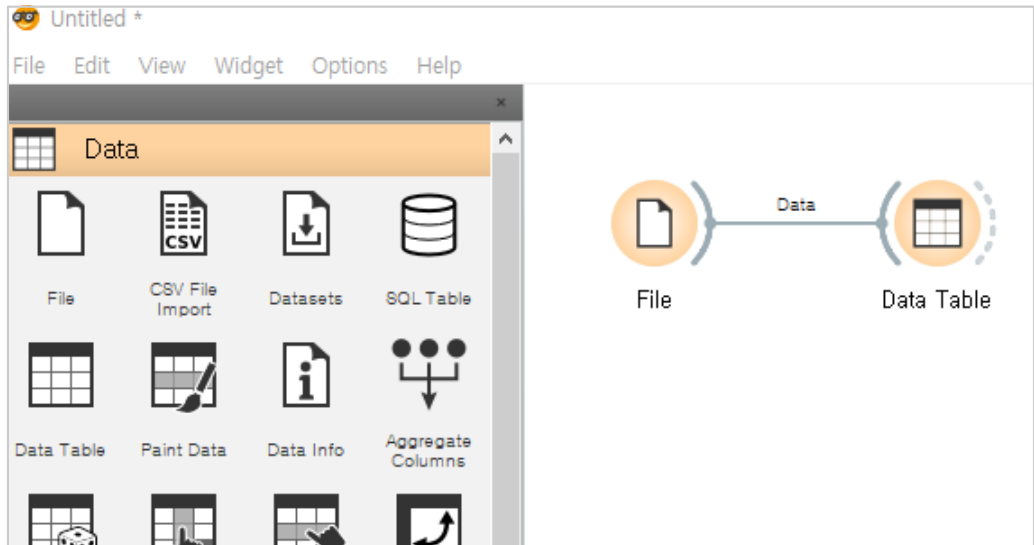 Untitled *
File Edit View Widget Options Help
Data
File
CSV
CSV File
Import
Datasets
SQL Table
Data Table
Paint Data
Data Info
Aggregate
Columns
Data
File
Data Table